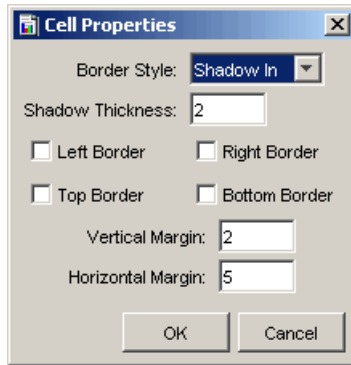 Cell Properties
Border Style: Shadow In
Shadow Thickness: 2
Left Border Right Border
Top Border Bottom Border
Vertical Margin: 2
Horizontal Margin: 5
OK Cancel